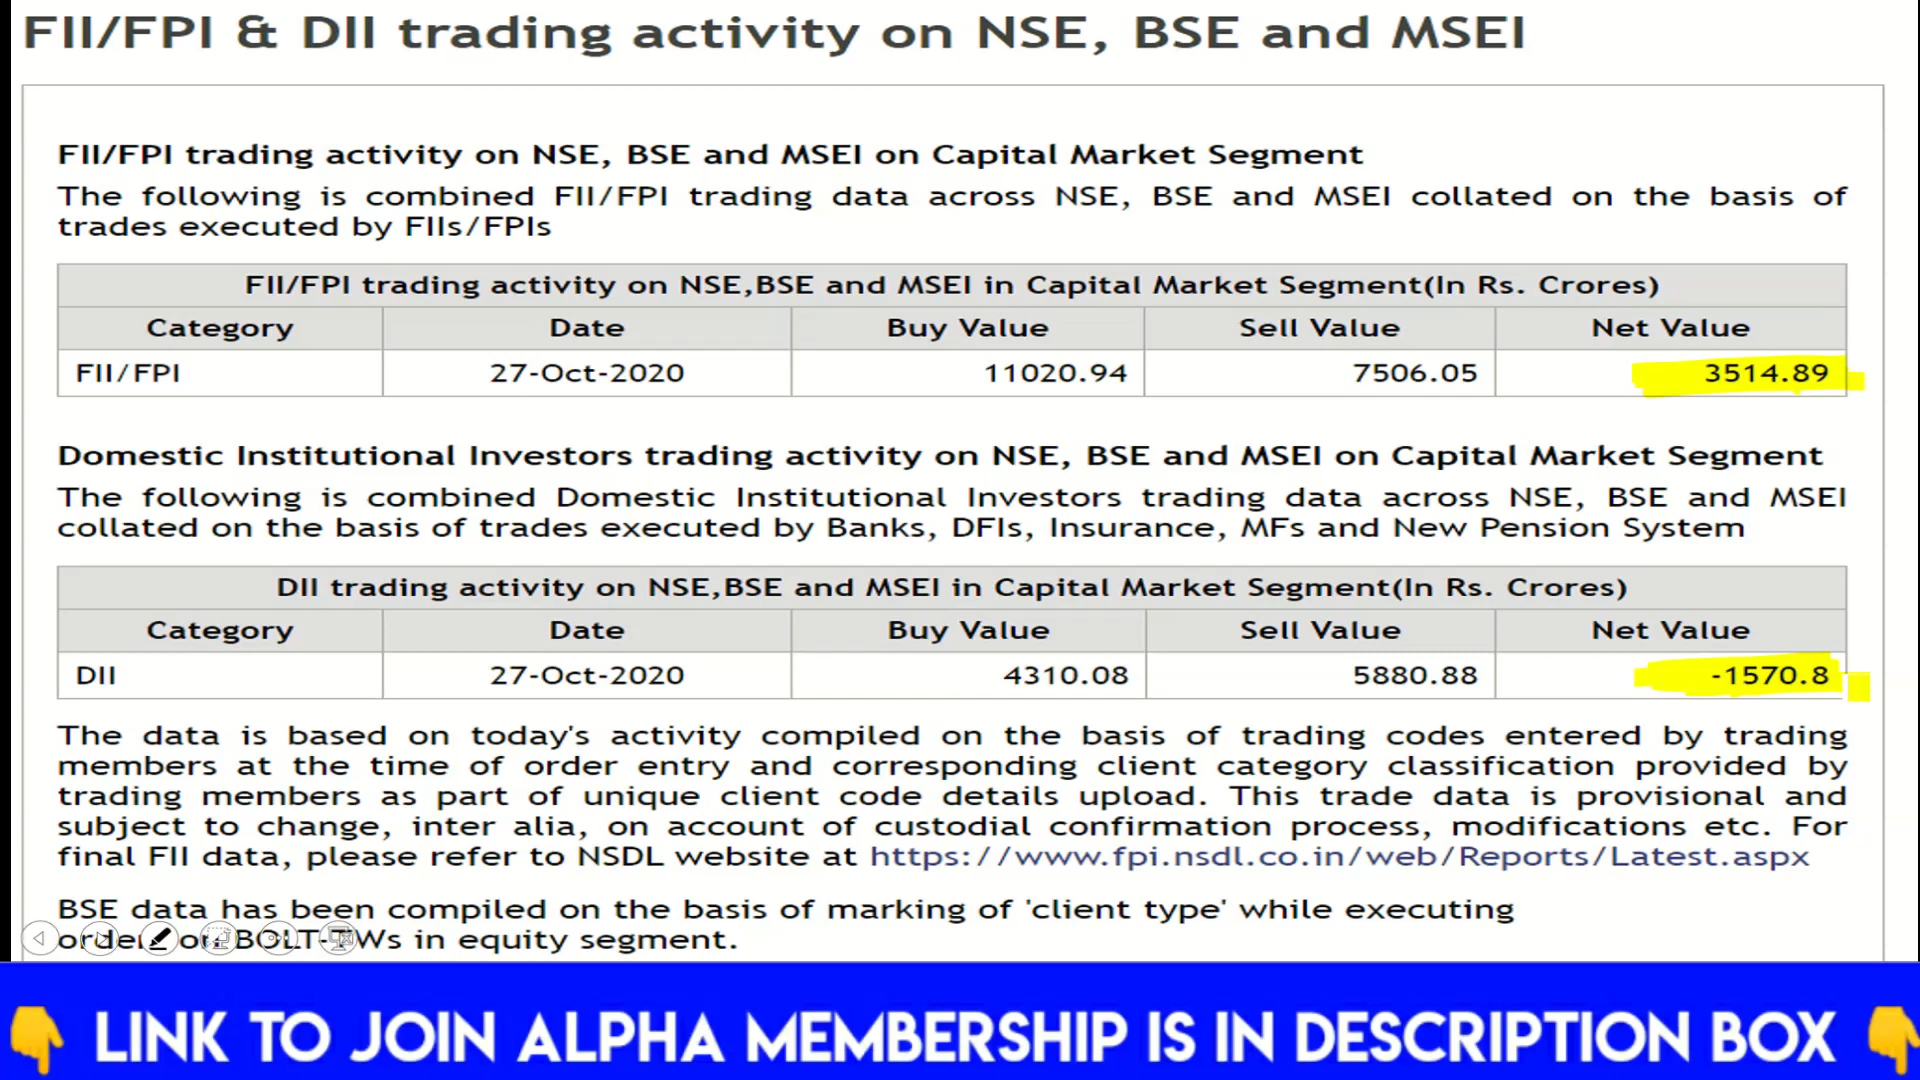 FII/FPI & DII trading activity on NSE, BSE and MSEI
FII/FPI trading activity on NSE, BSE and MSEI on Capital Market Segment
The following is combined FII/FPI trading data across NSE, BSE and MSEI collated on the basis of
trades executed by FIIs/FPIs
FII/FPI trading activity on NSE,BSE and MSEI in Capital Market Segment(In Rs. Crores)
Category Date Buy Value Sell Value Net Value
FII/FPI 27-Oct-2020 11020.94 7506.05 3514.89
Domestic Institutional Investors trading activity on NSE, BSE and MSEI on Capital Market Segment
The following is combined Domestic Institutional Investors trading data across NSE, BSE and MSEI
collated on the basis of trades executed by Banks, DFIs, Insurance, MFs and New Pension System
DII trading activity on NSE,BSE and MSEI in Capital Market Segment(In Rs. Crores)
Category Date Buy Value Sell Value Net Value
DII 27-Oct-2020 4310.08 5880.88 -1570.8
The data is based on today's activity compiled on the basis of trading codes entered by trading
members at the time of order entry and corresponding client category classification provided by
trading members as part of unique client code details upload. This trade data is provisional and
subject to change, inter alia, on account of custodial confirmation process, modifications etc. For
final FII data, please refer to NSDL website at https://www.fpi.nsdl.co.in/web/Reports/Latest.aspx
BSE data has been compiled on the basis of marking of 'client type' while executing
orders on BOLT-TWs in equity segment.
LINK TO JOIN ALPHA MEMBERSHIP IS IN DESCRIPTION BOX